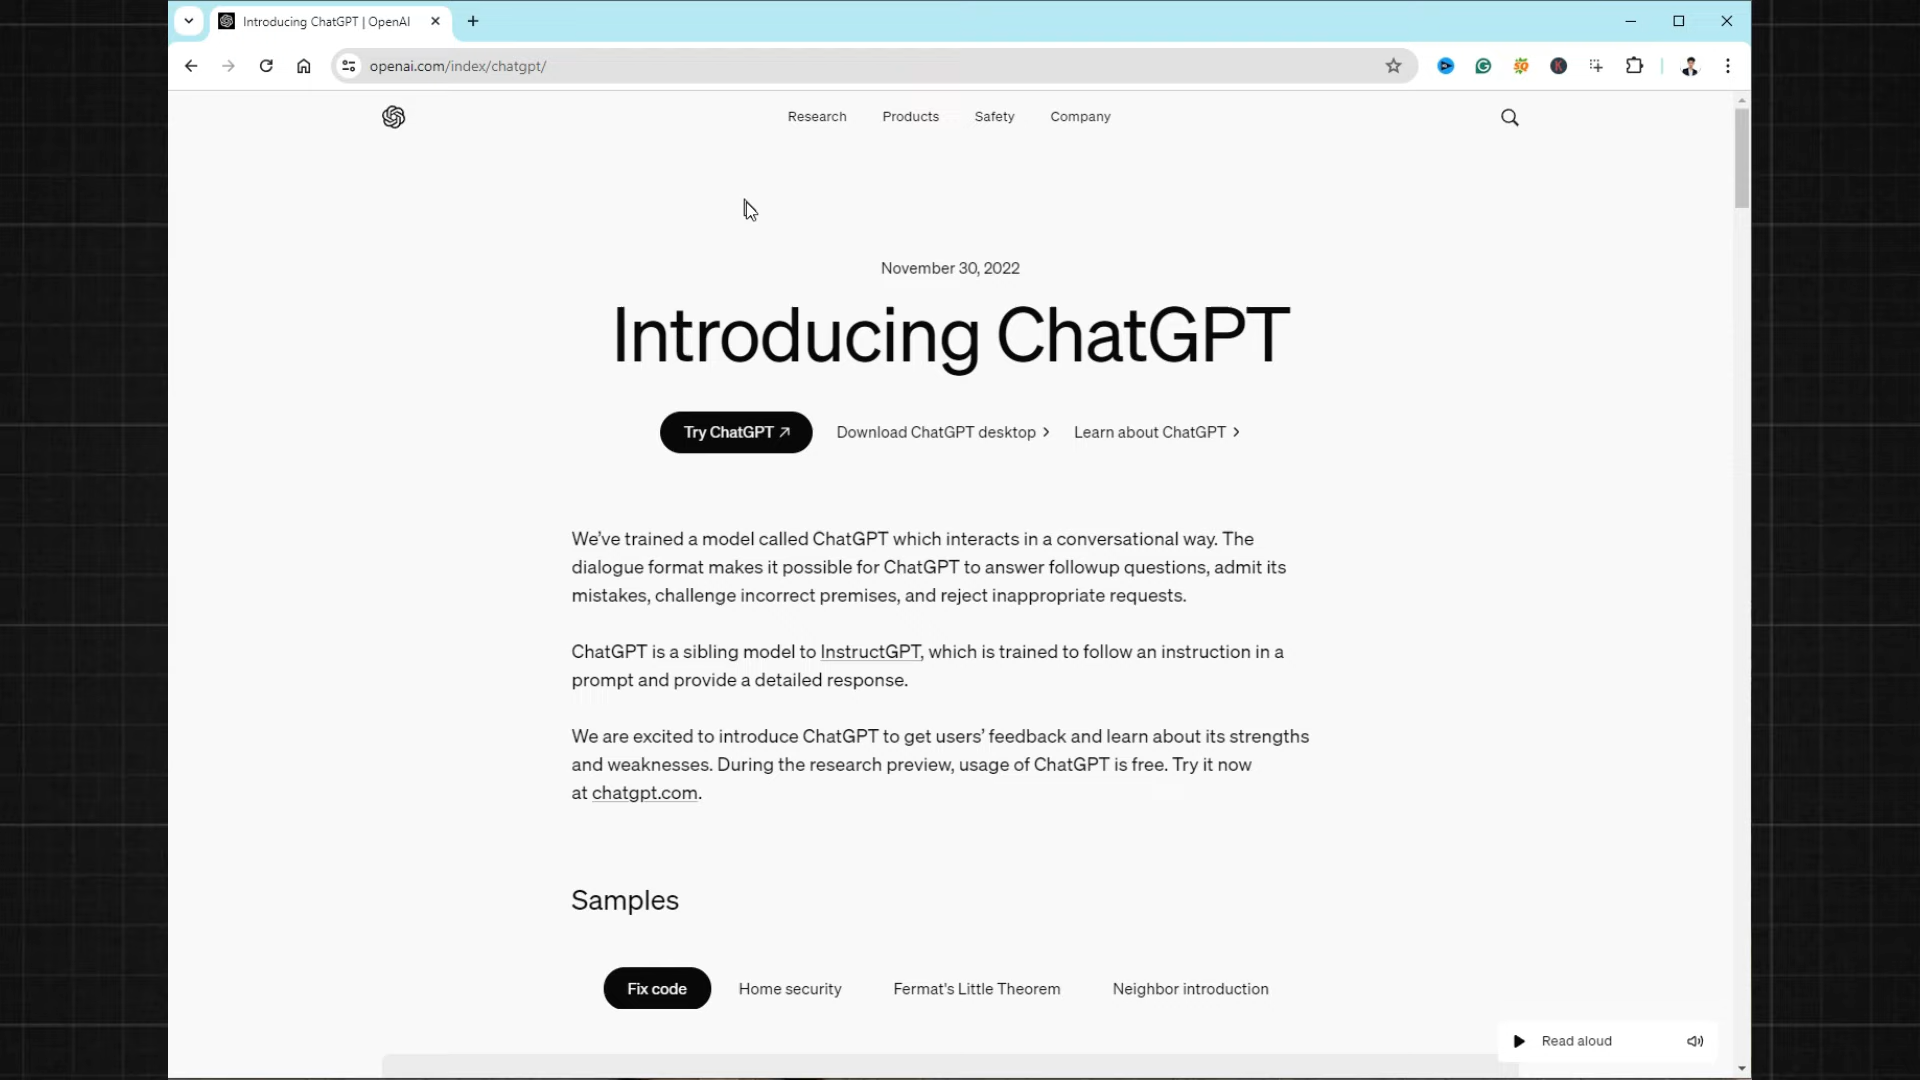 Introducing ChatGPT | OpenAI
openai.com/index/chatgpt/
Research Products Safety Company
November 30, 2022
Introducing ChatGPT
Try ChatGPT ↗ Download ChatGPT desktop > Learn about ChatGPT >
We’ve trained a model called ChatGPT which interacts in a conversational way. The
dialogue format makes it possible for ChatGPT to answer followup questions, admit its
mistakes, challenge incorrect premises, and reject inappropriate requests.
ChatGPT is a sibling model to InstructGPT, which is trained to follow an instruction in a
prompt and provide a detailed response.
We are excited to introduce ChatGPT to get users’ feedback and learn about its strengths
and weaknesses. During the research preview, usage of ChatGPT is free. Try it now
at chatgpt.com.
Samples
Fix code Home security Fermat's Little Theorem Neighbor introduction
Read aloud